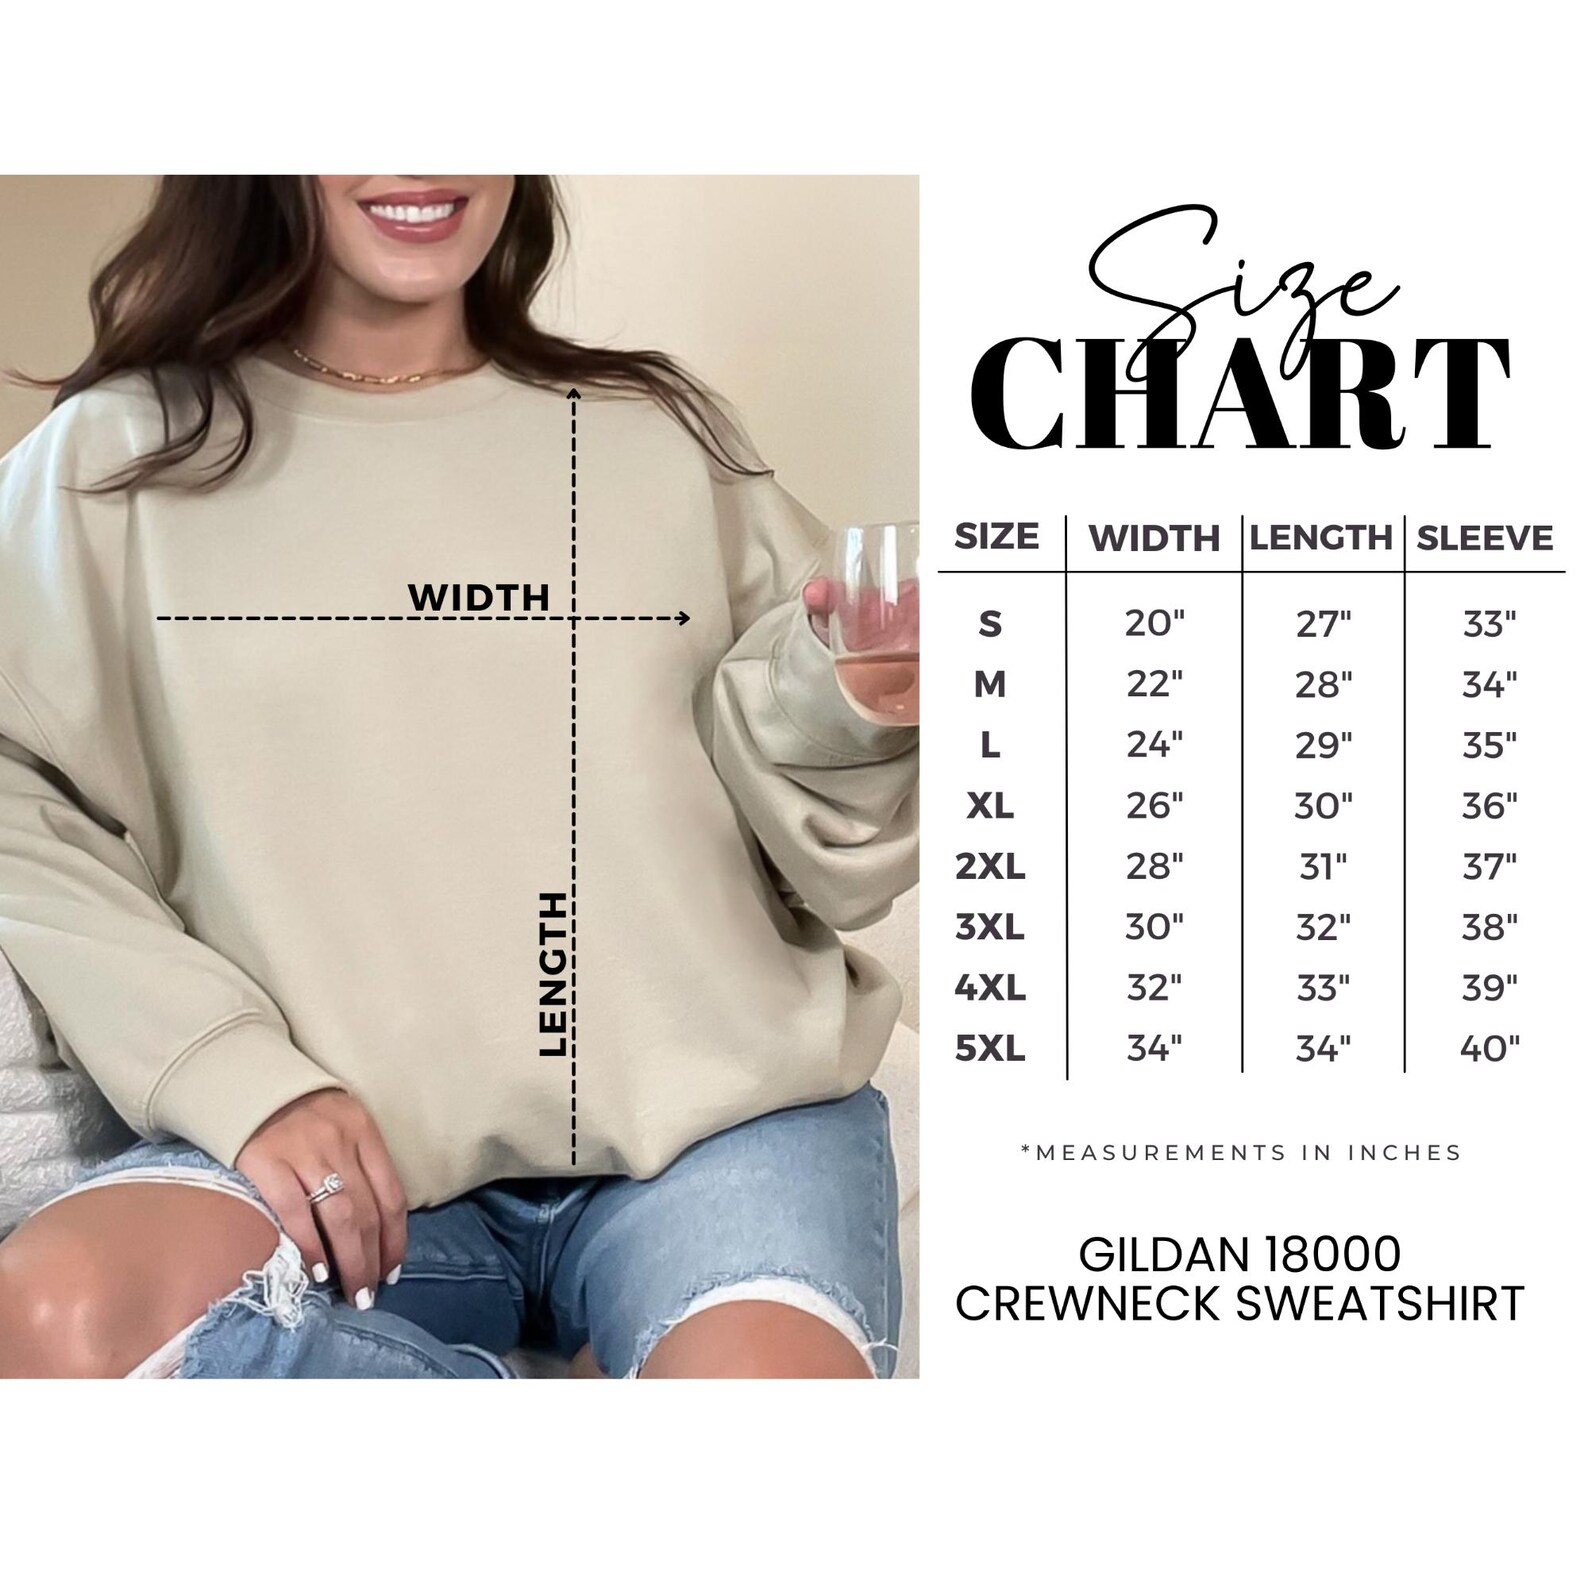 Size
CHART
SIZE WIDTH LENGTH SLEEVE
S 20" 27" 33"
M 22" 28" 34"
L 24" 29" 35"
XL 26" 30" 36"
2XL 28" 31" 37"
3XL 30" 32" 38"
4XL 32" 33" 39"
5XL 34" 34" 40"
*MEASUREMENTS IN INCHES
GILDAN 18000
CREWNECK SWEATSHIRT
WIDTH
LENGTH